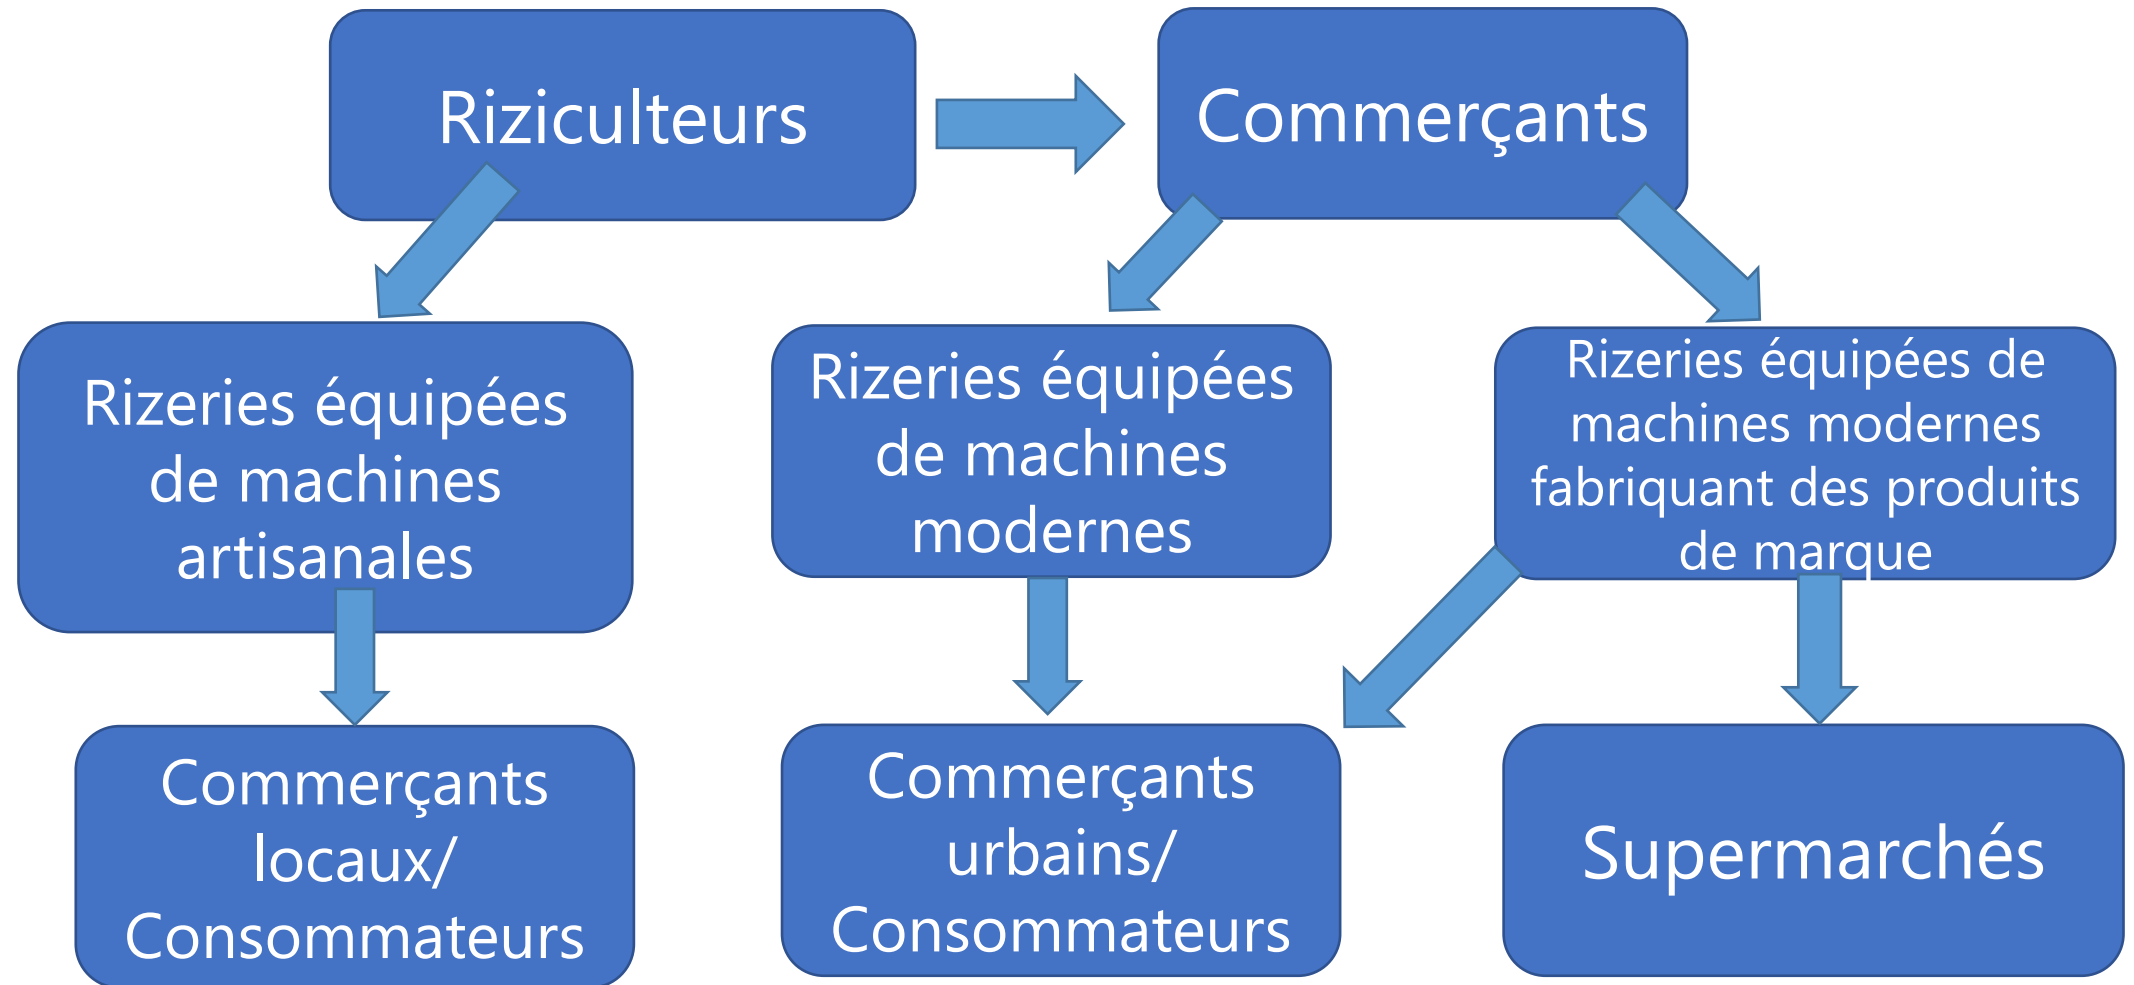 Riziculteurs
Commerçants
Rizeries équipées
de machines
artisanales
Rizeries équipées
de machines
modernes
Rizeries équipées de
machines modernes
fabriquant des produits
de marque
Commerçants
locaux/
Consommateurs
Commerçants
urbains/
Consommateurs
Supermarchés